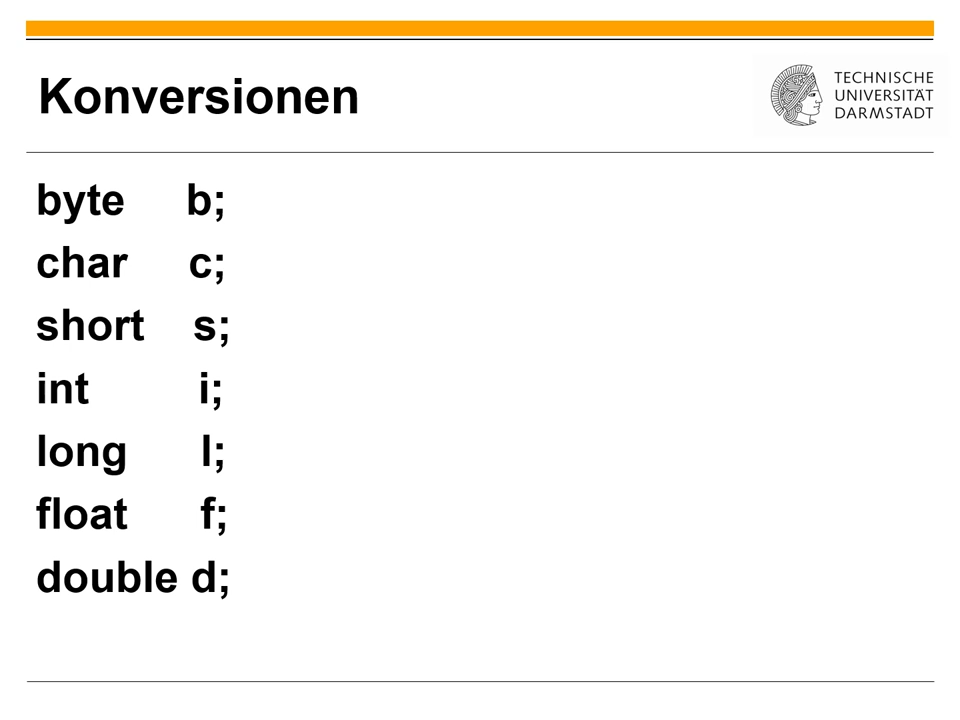 Konversionen
TECHNISCHE
UNIVERSITÄT
DARMSTADT
byte b;
char c;
short s;
int i;
long l;
float f;
double d;